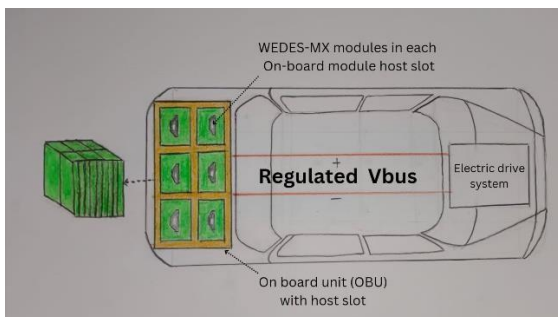 WEDES-MX modules in each
On-board module host slot
+
Regulated Vbus
−
Electric drive
system
On board unit (OBU)
with host slot